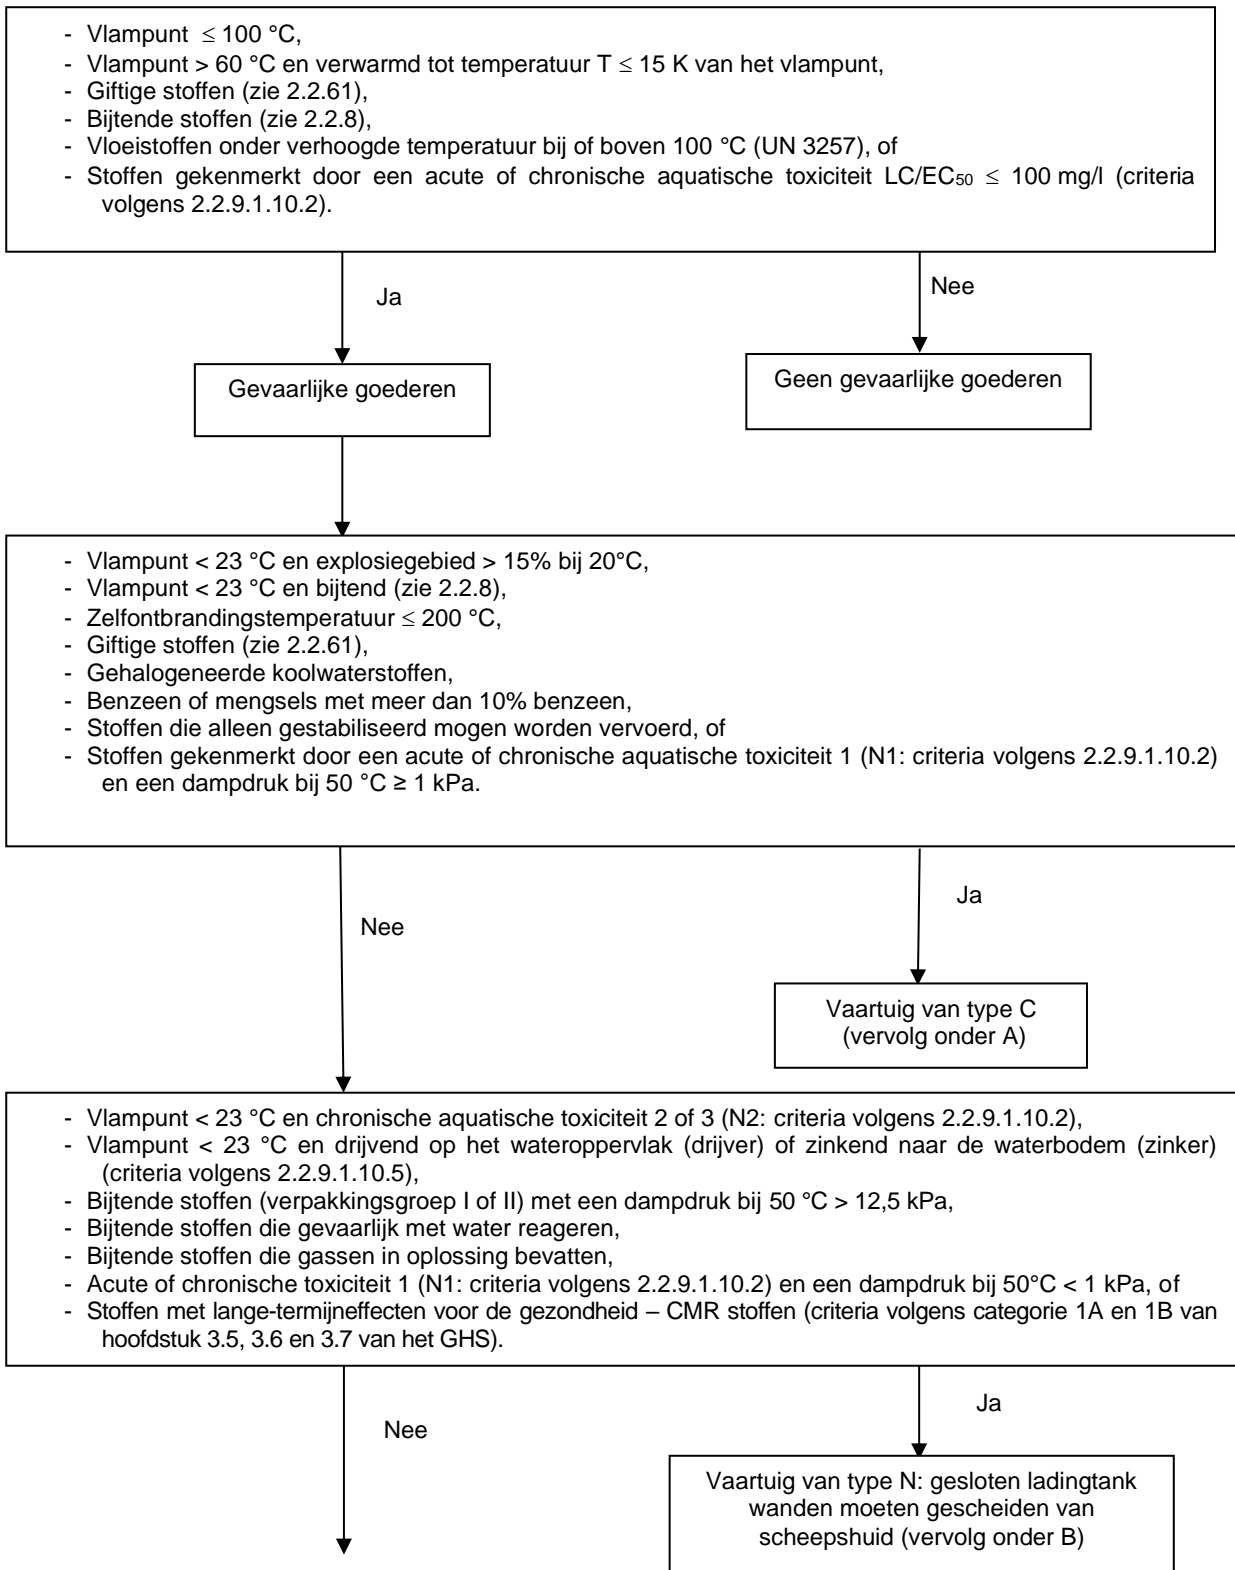 - Vlampunt ≤ 100 °C,
- Vlampunt > 60 °C en verwarmd tot temperatuur T ≤ 15 K van het vlampunt,
- Giftige stoffen (zie 2.2.61),
- Bijtende stoffen (zie 2.2.8),
- Vloeistoffen onder verhoogde temperatuur bij of boven 100 °C (UN 3257), of
- Stoffen gekenmerkt door een acute of chronische aquatische toxiciteit LC/EC₅₀ ≤ 100 mg/l (criteria
volgens 2.2.9.1.10.2).
Ja
Nee
Gevaarlijke goederen
Geen gevaarlijke goederen
- Vlampunt < 23 °C en explosiegebied > 15% bij 20°C,
- Vlampunt < 23 °C en bijtend (zie 2.2.8),
- Zelfontbrandingstemperatuur ≤ 200 °C,
- Giftige stoffen (zie 2.2.61),
- Gehalogeneerde koolwaterstoffen,
- Benzeen of mengsels met meer dan 10% benzeen,
- Stoffen die alleen gestabiliseerd mogen worden vervoerd, of
- Stoffen gekenmerkt door een acute of chronische aquatische toxiciteit 1 (N1: criteria volgens 2.2.9.1.10.2)
en een dampdruk bij 50 °C ≥ 1 kPa.
Nee
Ja
Vaartuig van type C
(vervolg onder A)
- Vlampunt < 23 °C en chronische aquatische toxiciteit 2 of 3 (N2: criteria volgens 2.2.9.1.10.2),
- Vlampunt < 23 °C en drijvend op het wateroppervlak (drijver) of zinkend naar de waterbodem (zinker)
(criteria volgens 2.2.9.1.10.5),
- Bijtende stoffen (verpakkingsgroep I of II) met een dampdruk bij 50 °C > 12,5 kPa,
- Bijtende stoffen die gevaarlijk met water reageren,
- Bijtende stoffen die gassen in oplossing bevatten,
- Acute of chronische toxiciteit 1 (N1: criteria volgens 2.2.9.1.10.2) en een dampdruk bij 50°C < 1 kPa, of
- Stoffen met lange-termijneffecten voor de gezondheid – CMR stoffen (criteria volgens categorie 1A en 1B van
hoofdstuk 3.5, 3.6 en 3.7 van het GHS).
Nee
Ja
Vaartuig van type N: gesloten ladingtank
wanden moeten gescheiden van
scheepshuid (vervolg onder B)